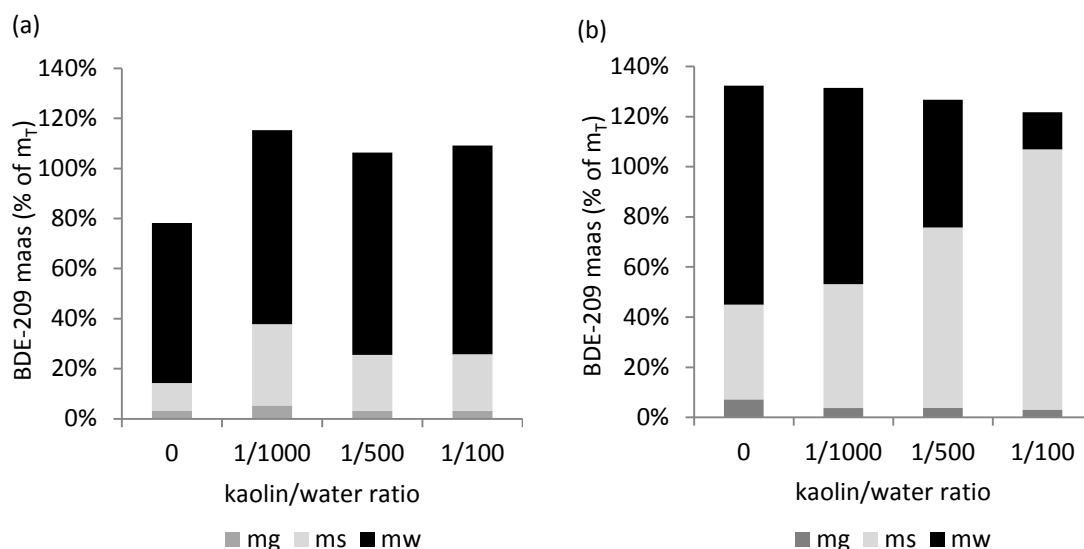 (a)
140%
120%
100%
80%
60%
40%
20%
0%
BDE-209 maas (% of mT)
0 1/1000 1/500 1/100
kaolin/water ratio
mg ms mw
(b)
140%
120%
100%
80%
60%
40%
20%
0%
BDE-209 maas (% of mT)
0 1/1000 1/500 1/100
kaolin/water ratio
mg ms mw